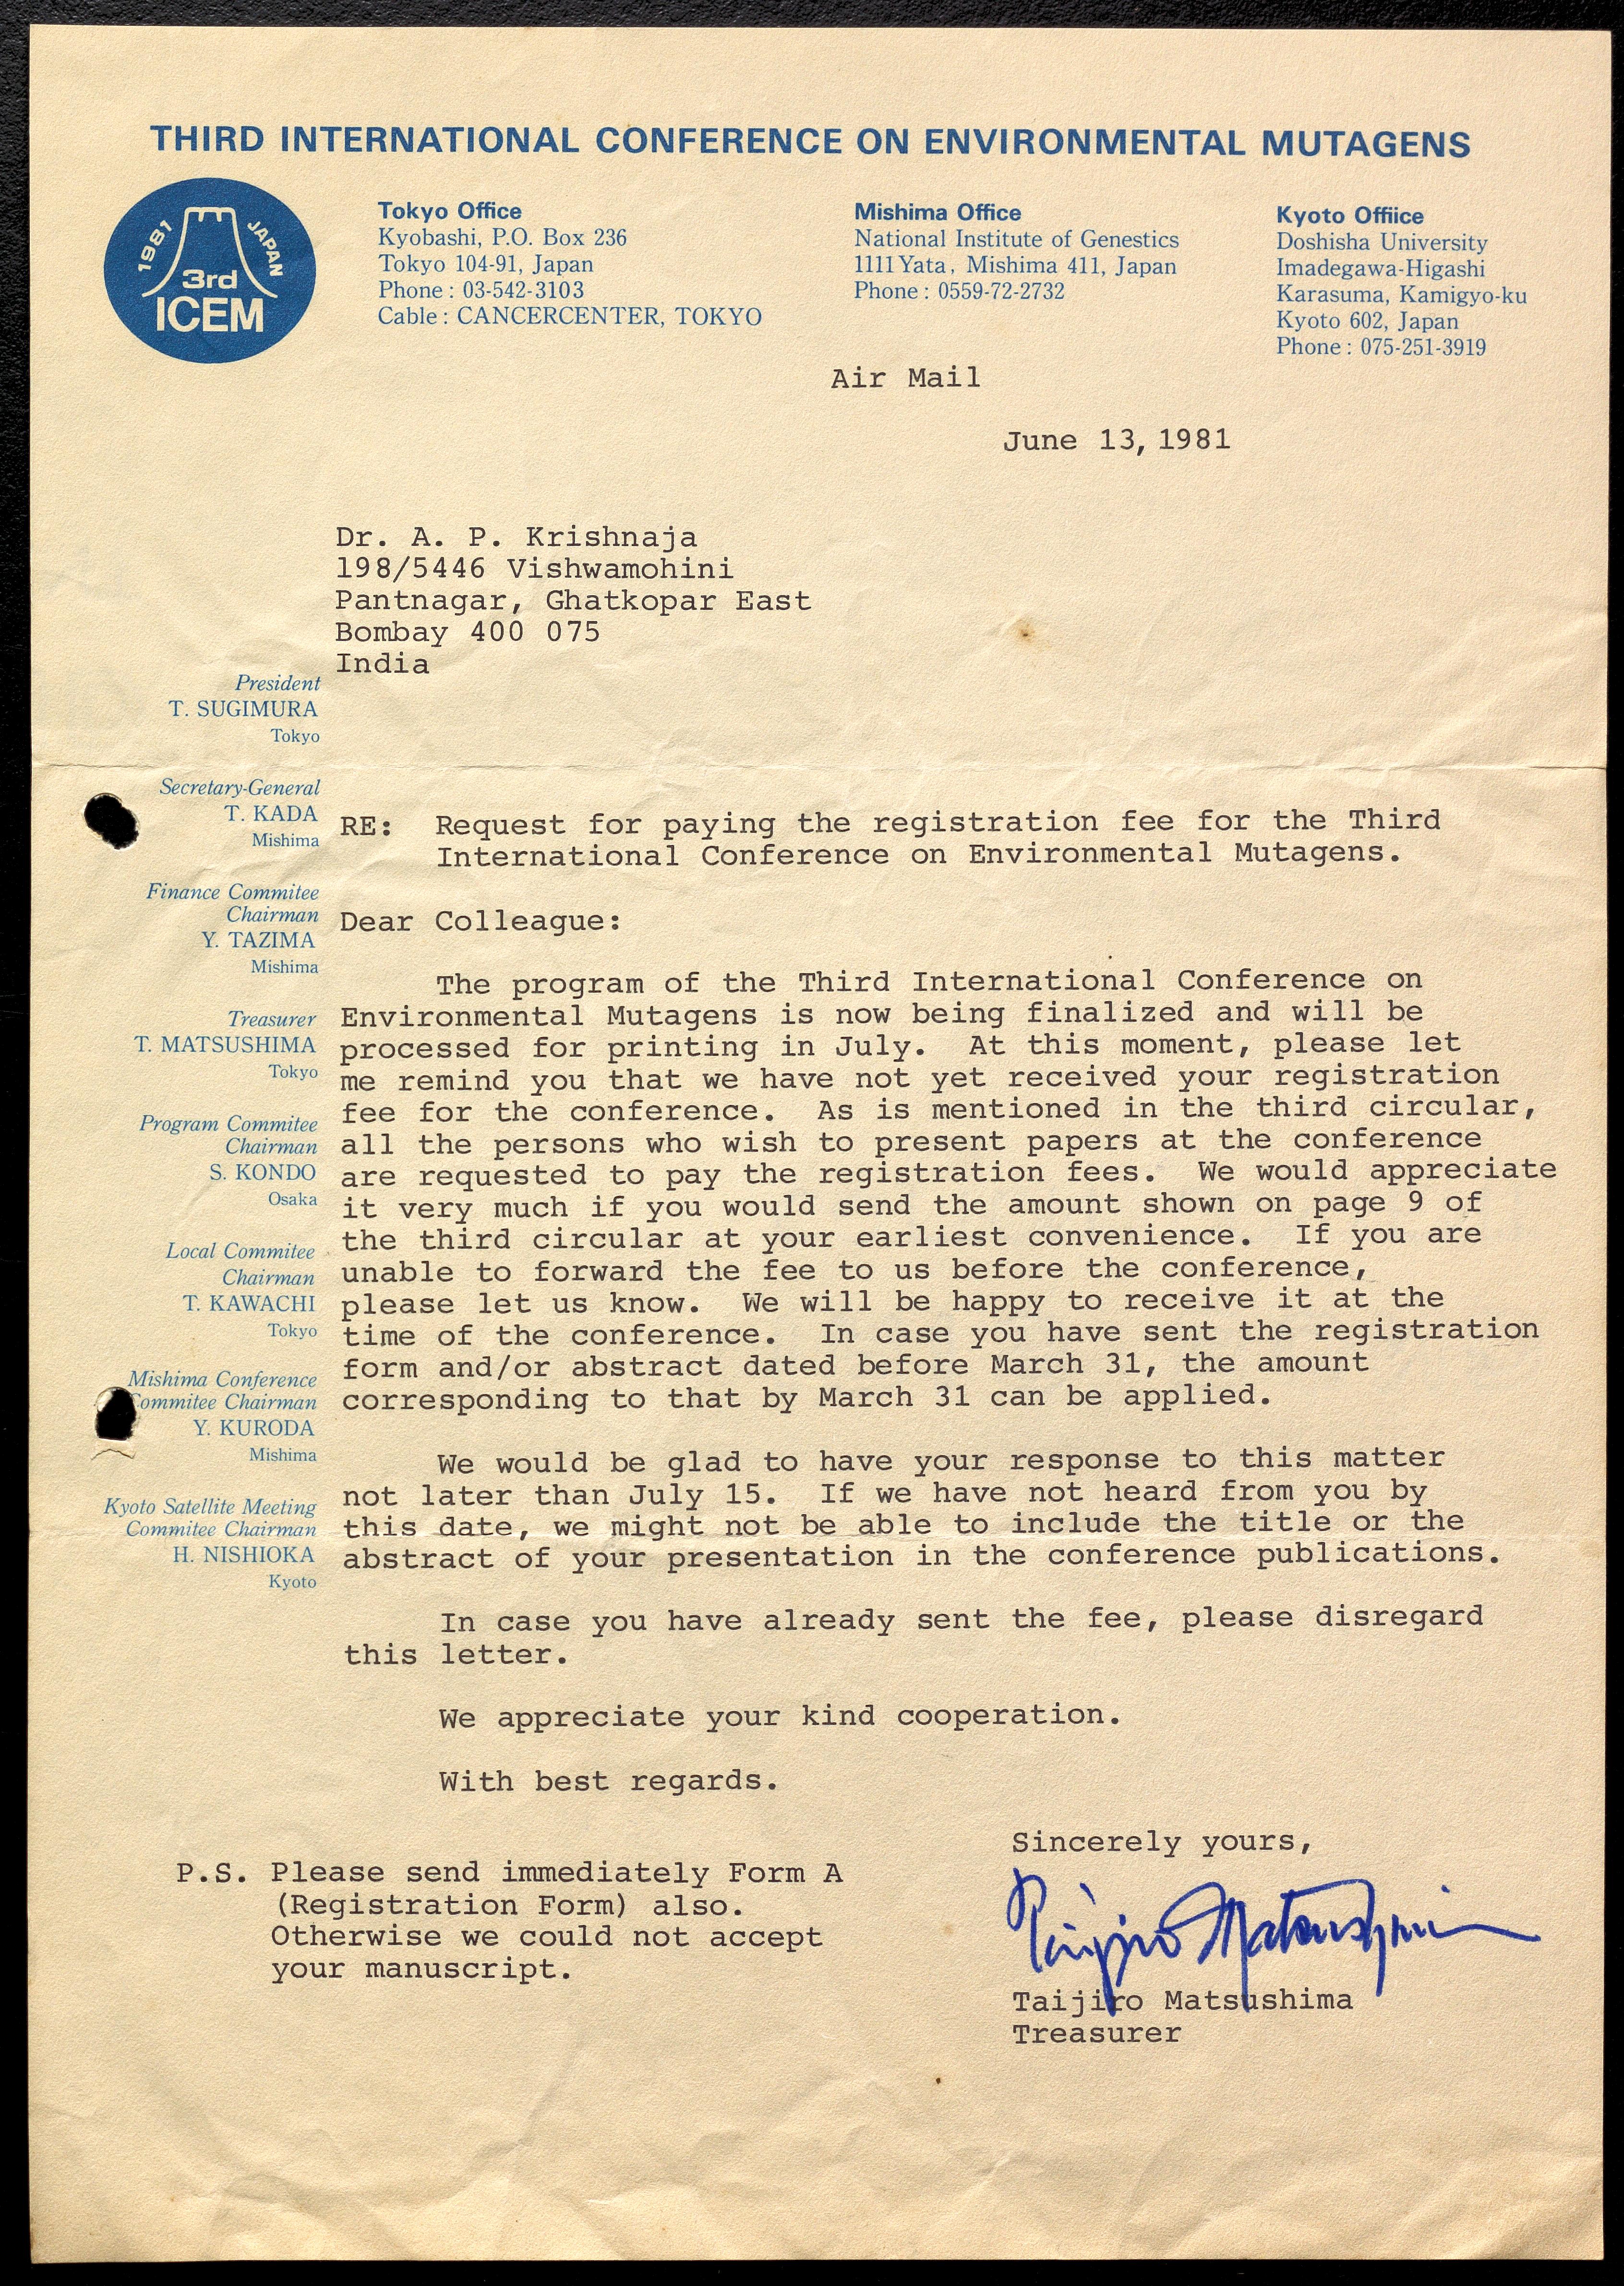 THIRD INTERNATIONAL CONFERENCE ON ENVIRONMENTAL MUTAGENS
1981 JAPAN
3rd
ICEM
Tokyo Office
Kyobashi, P.O. Box 236
Tokyo 104-91, Japan
Phone : 03-542-3103
Cable : CANCERCENTER, TOKYO
Mishima Office
National Institute of Genestics
1111 Yata, Mishima 411, Japan
Phone : 0559-72-2732
Kyoto Offiice
Doshisha University
Imadegawa-Higashi
Karasuma, Kamigyo-ku
Kyoto 602, Japan
Phone : 075-251-3919
Air Mail
June 13, 1981
Dr. A. P. Krishnaja
198/5446 Vishwamohini
Pantnagar, Ghatkopar East
Bombay 400 075
India
President
T. SUGIMURA
Tokyo
Secretary-General
T. KADA
Mishima
Finance Commitee
Chairman
Y. TAZIMA
Mishima
Treasurer
T. MATSUSHIMA
Tokyo
Program Commitee
Chairman
S. KONDO
Osaka
Local Commitee
Chairman
T. KAWACHI
Tokyo
Mishima Conference
Commitee Chairman
Y. KURODA
Mishima
Kyoto Satellite Meeting
Commitee Chairman
H. NISHIOKA
Kyoto
RE: Request for paying the registration fee for the Third
International Conference on Environmental Mutagens.
Dear Colleague:
The program of the Third International Conference on
Environmental Mutagens is now being finalized and will be
processed for printing in July. At this moment, please let
me remind you that we have not yet received your registration
fee for the conference. As is mentioned in the third circular,
all the persons who wish to present papers at the conference
are requested to pay the registration fees. We would appreciate
it very much if you would send the amount shown on page 9 of
the third circular at your earliest convenience. If you are
unable to forward the fee to us before the conference,
please let us know. We will be happy to receive it at the
time of the conference. In case you have sent the registration
form and/or abstract dated before March 31, the amount
corresponding to that by March 31 can be applied.
We would be glad to have your response to this matter
not later than July 15. If we have not heard from you by
this date, we might not be able to include the title or the
abstract of your presentation in the conference publications.
In case you have already sent the fee, please disregard
this letter.
We appreciate your kind cooperation.
With best regards.
Sincerely yours,
Taijiro Matsushima
Taijiro Matsushima
Treasurer
P.S. Please send immediately Form A
(Registration Form) also.
Otherwise we could not accept
your manuscript.